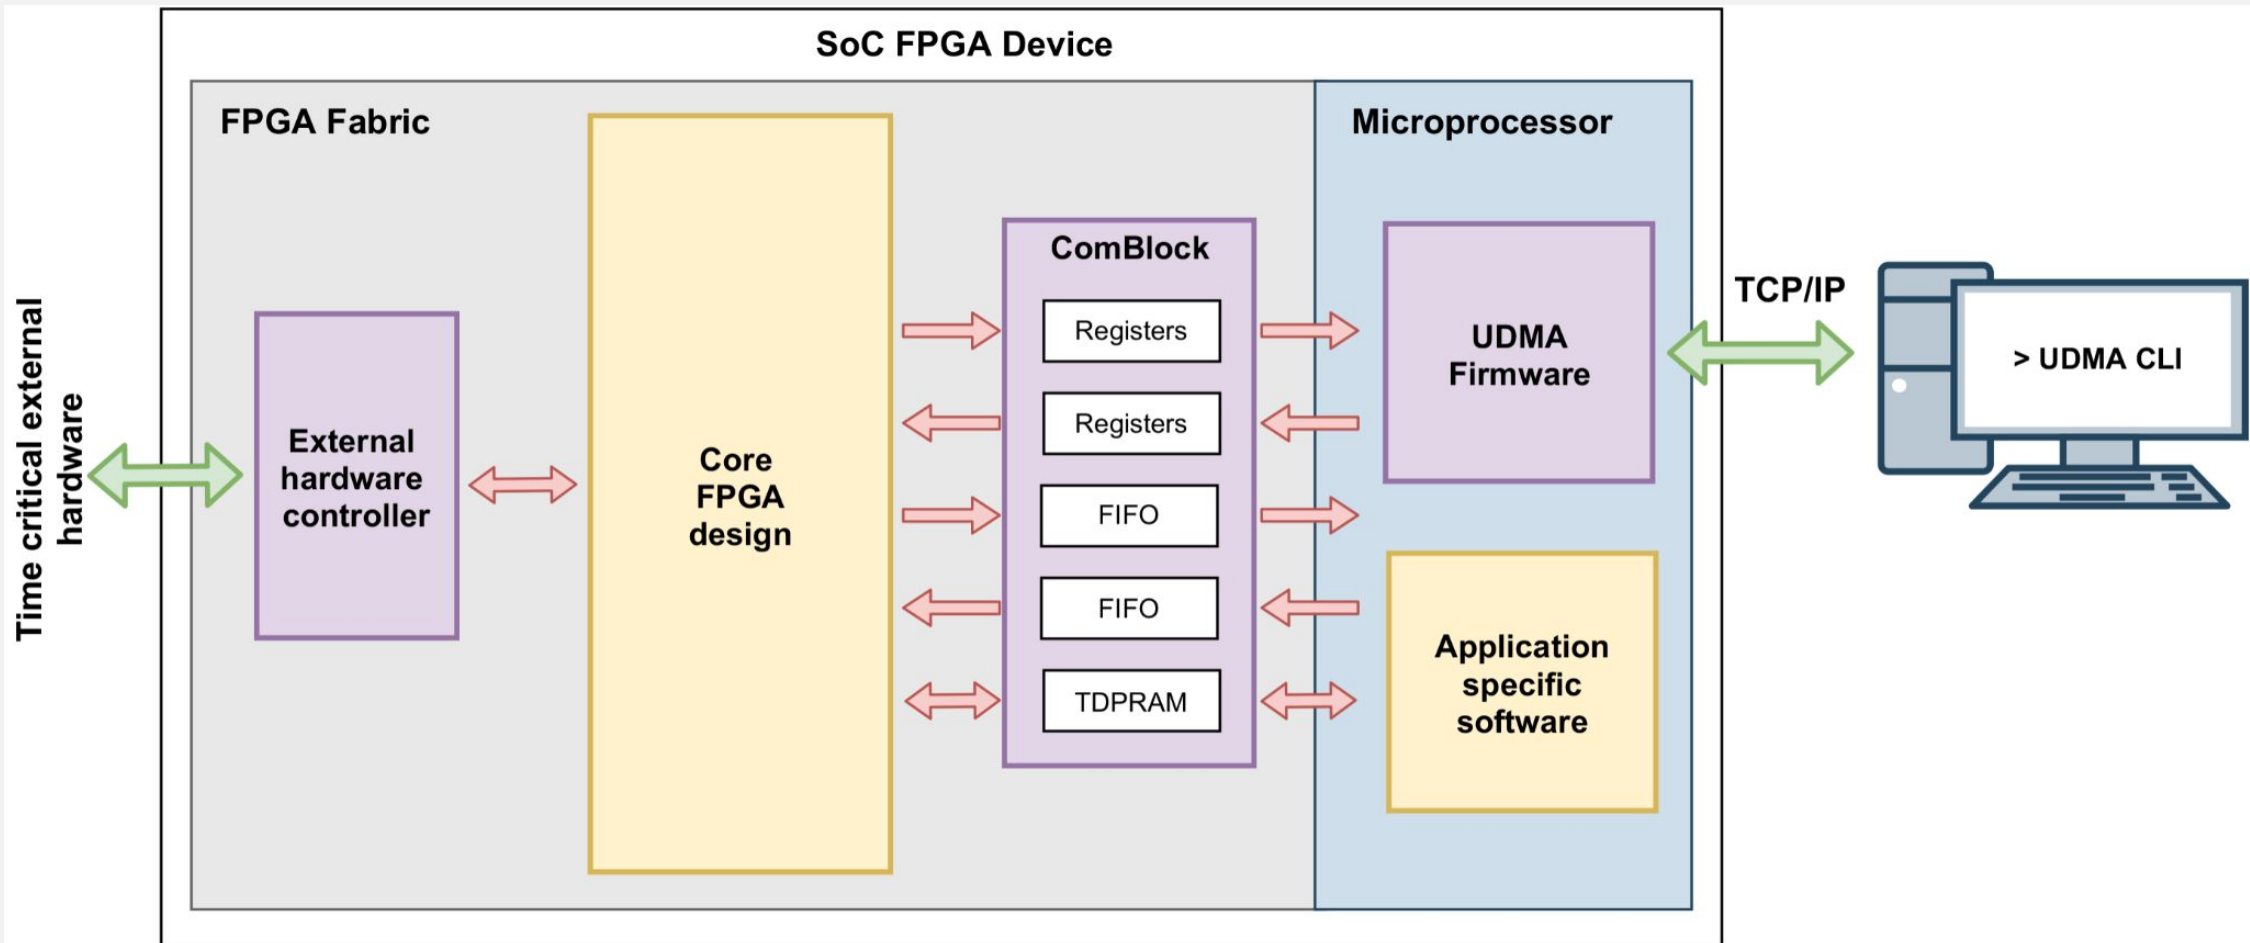 SoC FPGA Device
FPGA Fabric
Microprocessor
Time critical external
hardware
External
hardware
controller
Core
FPGA
design
ComBlock
Registers
Registers
FIFO
FIFO
TDPRAM
UDMA
Firmware
Application
specific
software
TCP/IP
> UDMA CLI